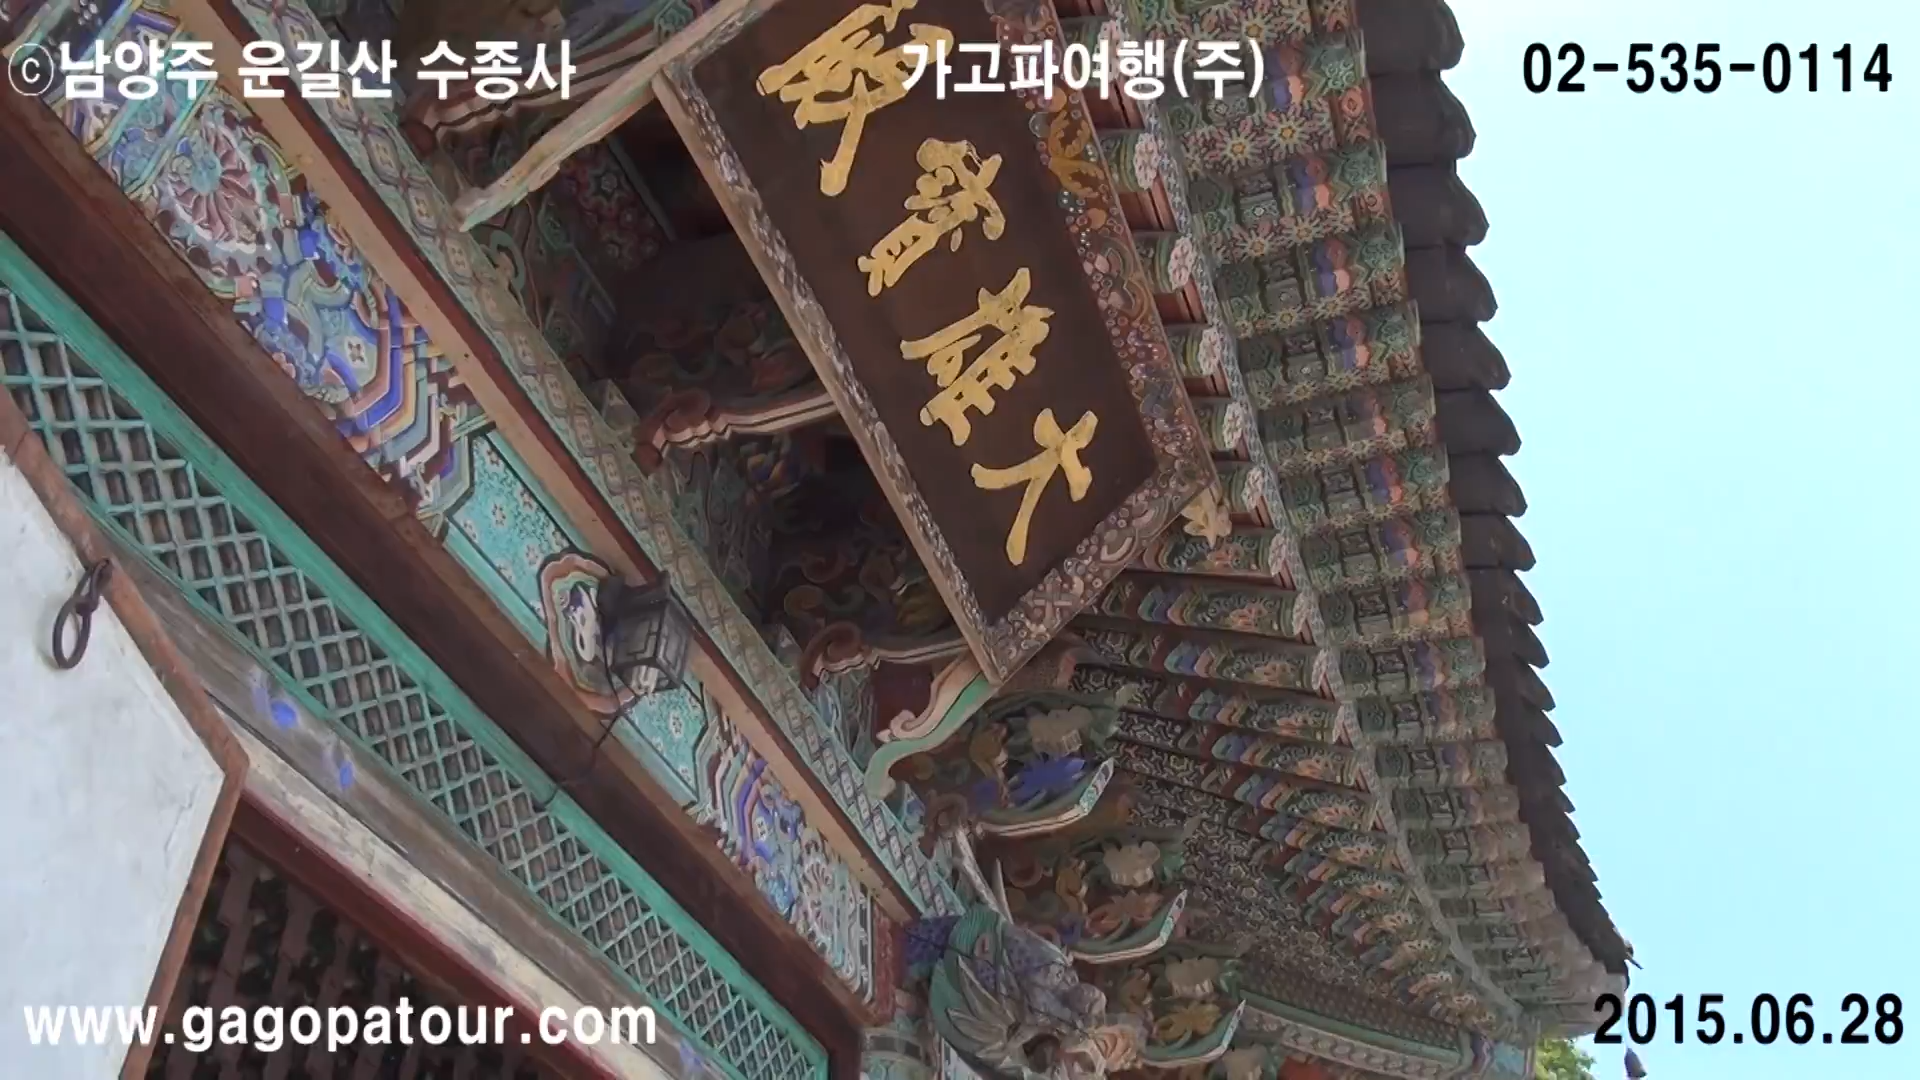 ⓒ남양주 운길산 수종사
가고파여행(주)
02-535-0114
大雄寶殿
www.gagopatour.com
2015.06.28